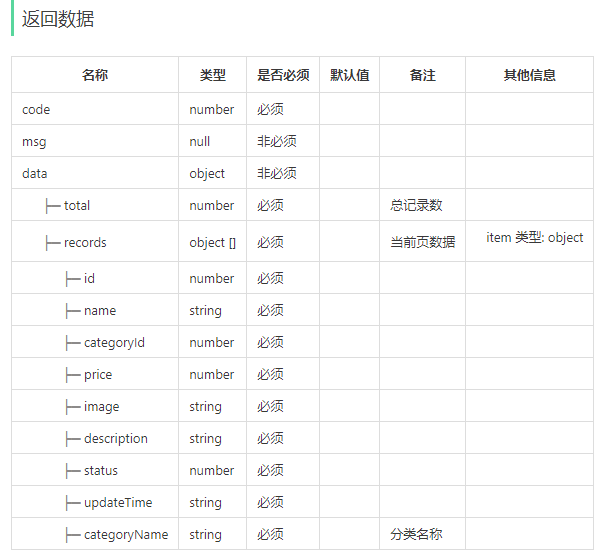 返回数据
名称 类型 是否必须 默认值 备注 其他信息
code number 必须
msg null 非必须
data object 非必须
├─ total number 必须 总记录数
├─ records object [] 必须 当前页数据 item 类型: object
├─ id number 必须
├─ name string 必须
├─ categoryId number 必须
├─ price number 必须
├─ image string 必须
├─ description string 必须
├─ status number 必须
├─ updateTime string 必须
├─ categoryName string 必须 分类名称